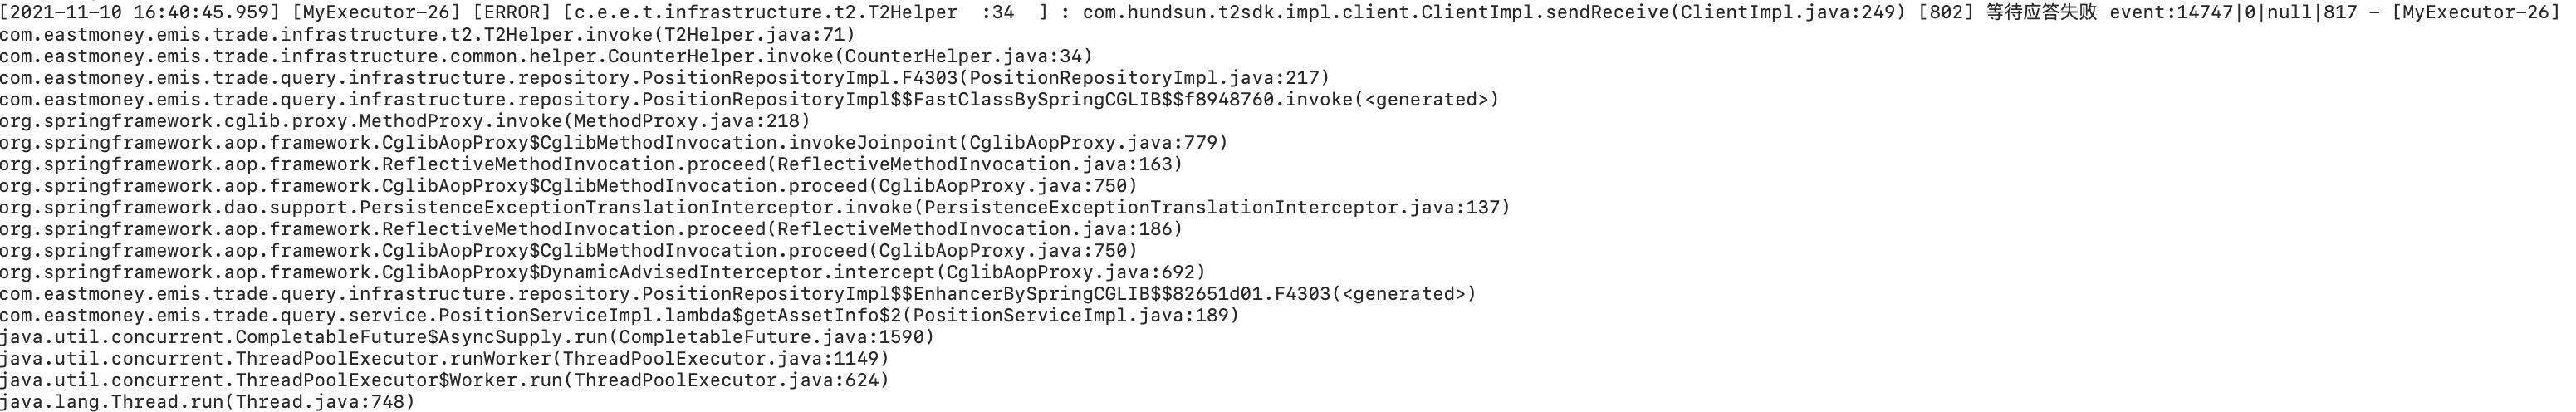 [2021-11-10 16:40:45.959] [MyExecutor-26] [ERROR] [c.e.e.t.infrastructure.t2.T2Helper  :34  ] : com.hundsun.t2sdk.impl.client.ClientImpl.sendReceive(ClientImpl.java:249) [802] 等待应答失败 event:14747|0|null|817 - [MyExecutor-26]
com.eastmoney.emis.trade.infrastructure.t2.T2Helper.invoke(T2Helper.java:71)
com.eastmoney.emis.trade.infrastructure.common.helper.CounterHelper.invoke(CounterHelper.java:34)
com.eastmoney.emis.trade.query.infrastructure.repository.PositionRepositoryImpl.F4303(PositionRepositoryImpl.java:217)
com.eastmoney.emis.trade.query.infrastructure.repository.PositionRepositoryImpl$$FastClassBySpringCGLIB$$f8948760.invoke(<generated>)
org.springframework.cglib.proxy.MethodProxy.invoke(MethodProxy.java:218)
org.springframework.aop.framework.CglibAopProxy$CglibMethodInvocation.invokeJoinpoint(CglibAopProxy.java:779)
org.springframework.aop.framework.ReflectiveMethodInvocation.proceed(ReflectiveMethodInvocation.java:163)
org.springframework.aop.framework.CglibAopProxy$CglibMethodInvocation.proceed(CglibAopProxy.java:750)
org.springframework.dao.support.PersistenceExceptionTranslationInterceptor.invoke(PersistenceExceptionTranslationInterceptor.java:137)
org.springframework.aop.framework.ReflectiveMethodInvocation.proceed(ReflectiveMethodInvocation.java:186)
org.springframework.aop.framework.CglibAopProxy$CglibMethodInvocation.proceed(CglibAopProxy.java:750)
org.springframework.aop.framework.CglibAopProxy$DynamicAdvisedInterceptor.intercept(CglibAopProxy.java:692)
com.eastmoney.emis.trade.query.infrastructure.repository.PositionRepositoryImpl$$EnhancerBySpringCGLIB$$82651d01.F4303(<generated>)
com.eastmoney.emis.trade.query.service.PositionServiceImpl.lambda$getAssetInfo$2(PositionServiceImpl.java:189)
java.util.concurrent.CompletableFuture$AsyncSupply.run(CompletableFuture.java:1590)
java.util.concurrent.ThreadPoolExecutor.runWorker(ThreadPoolExecutor.java:1149)
java.util.concurrent.ThreadPoolExecutor$Worker.run(ThreadPoolExecutor.java:624)
java.lang.Thread.run(Thread.java:748)